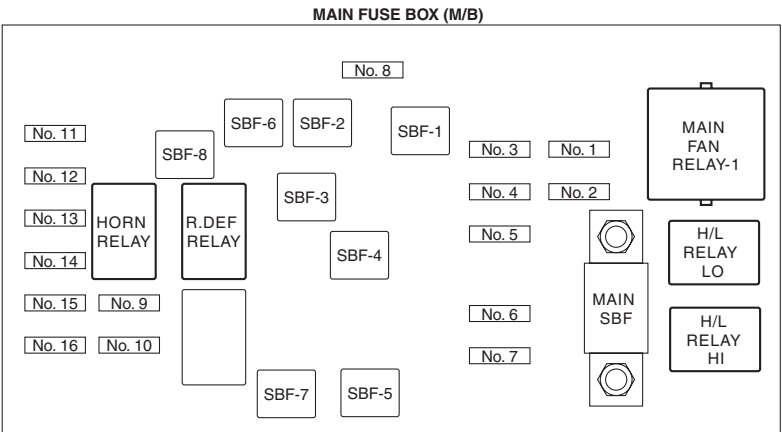 MAIN FUSE BOX (M/B)
No. 8
SBF-6
SBF-2
SBF-1
No. 11
SBF-8
No. 3
No. 1
MAIN
FAN
RELAY-1
No. 12
SBF-3
No. 4
No. 2
No. 13
HORN
RELAY
R.DEF
RELAY
No. 5
H/L
RELAY
LO
No. 14
SBF-4
No. 15
No. 9
MAIN
SBF
No. 6
H/L
RELAY
HI
No. 16
No. 10
No. 7
SBF-7
SBF-5